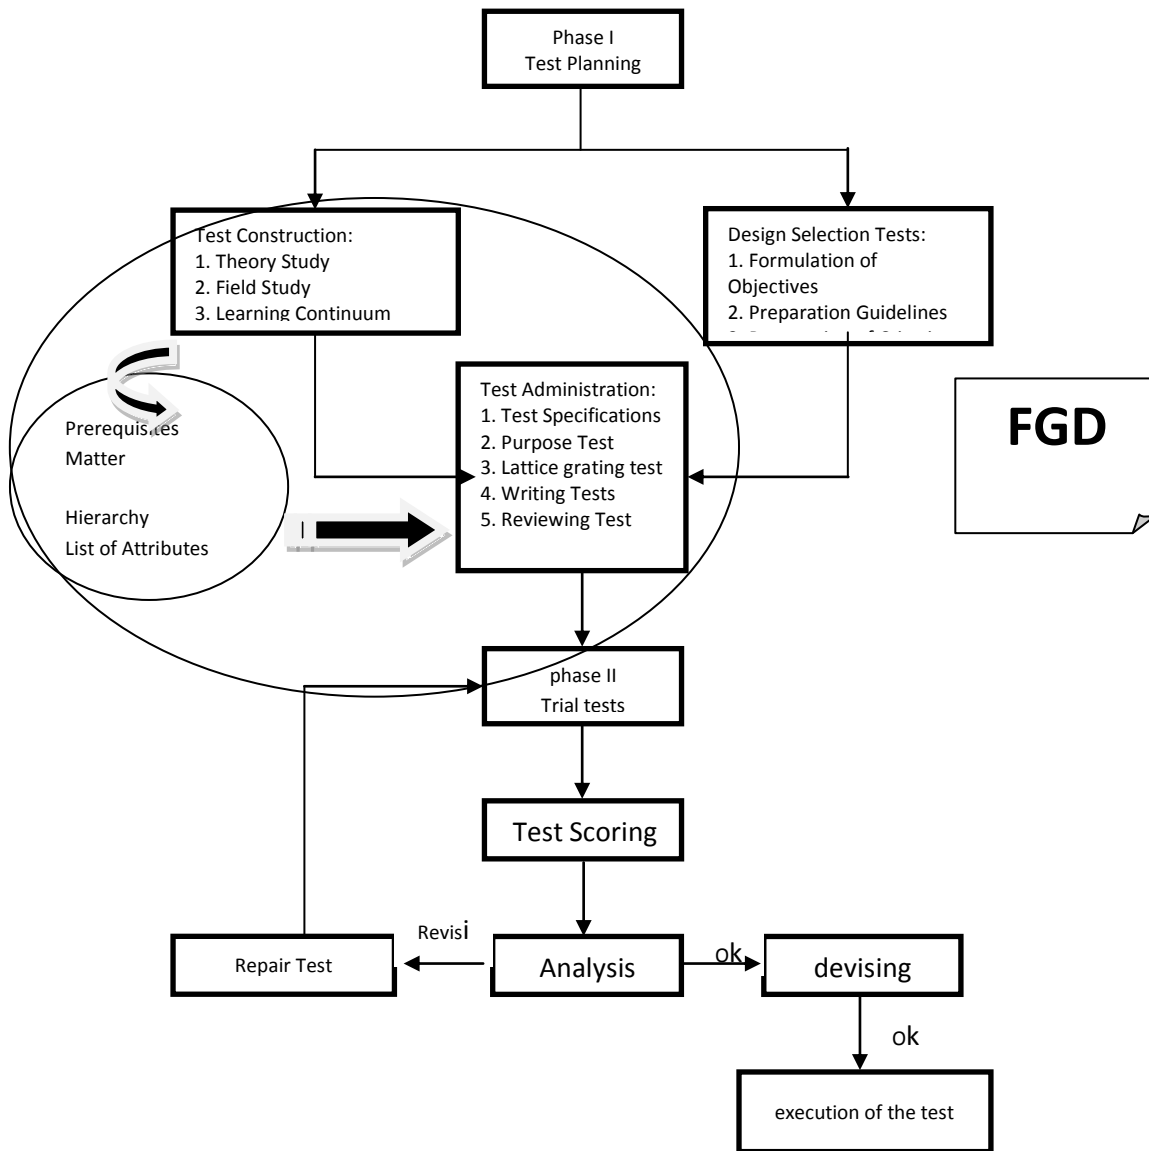 Phase I
Test Planning
Test Construction:
1. Theory Study
2. Field Study
3. Learning Continuum
Design Selection Tests:
1. Formulation of
Objectives
2. Preparation Guidelines
Test Administration:
1. Test Specifications
2. Purpose Test
3. Lattice grating test
4. Writing Tests
5. Reviewing Test
FGD
Prerequisites
Matter
Hierarchy
List of Attributes
I
phase II
Trial tests
Test Scoring
Revisi
Repair Test
Analysis
ok
devising
ok
execution of the test